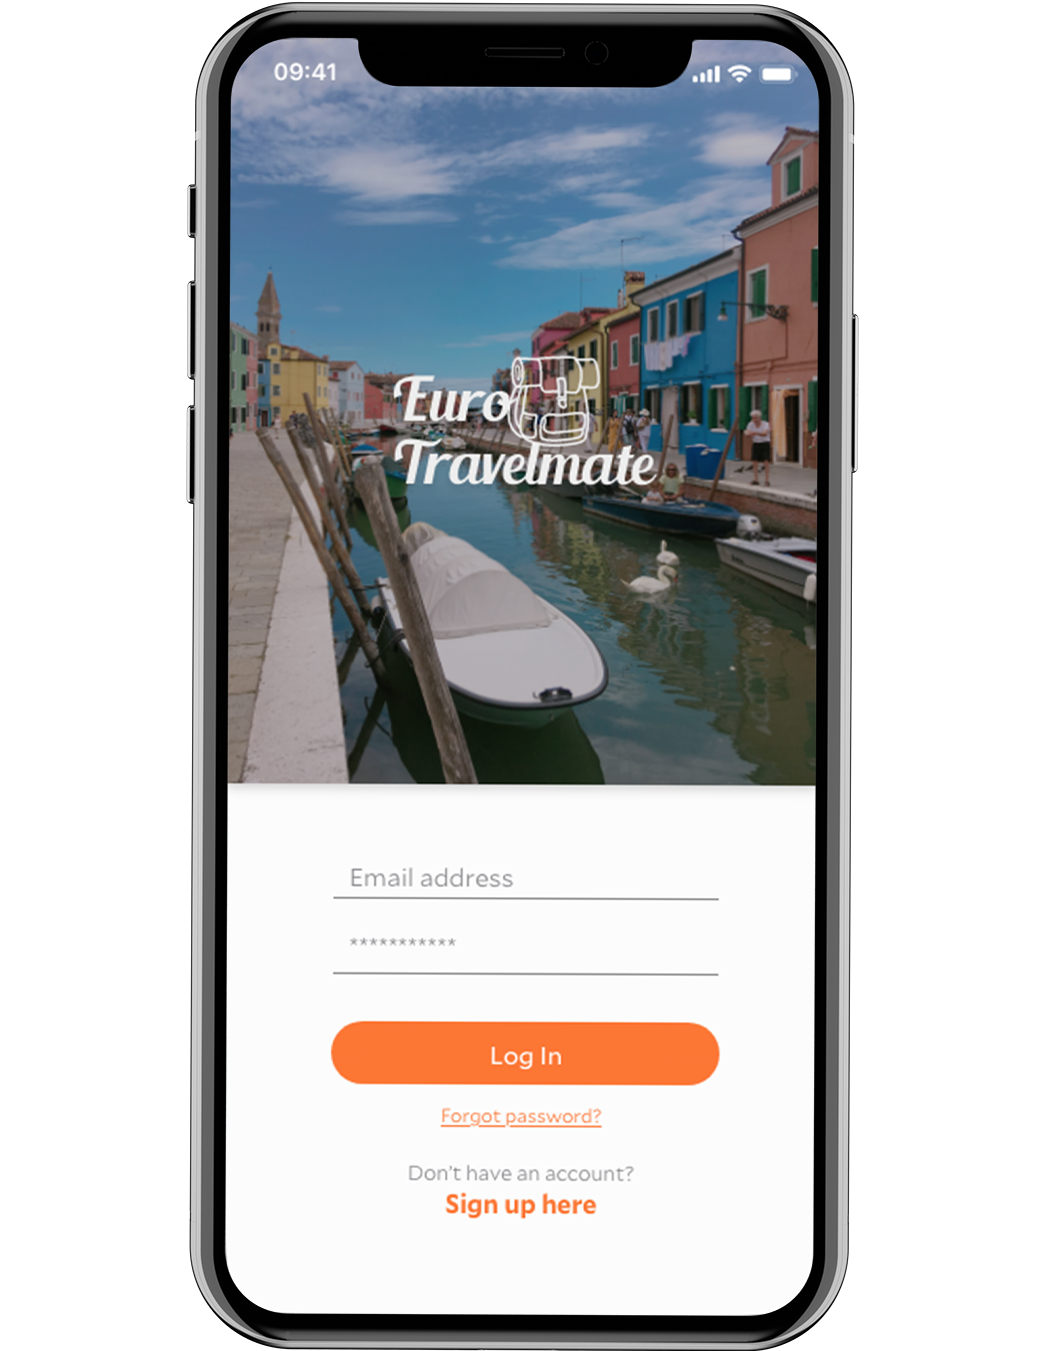 09:41
Euro
Travelmate
Email address
***********
Log In
Forgot password?
Don't have an account?
Sign up here